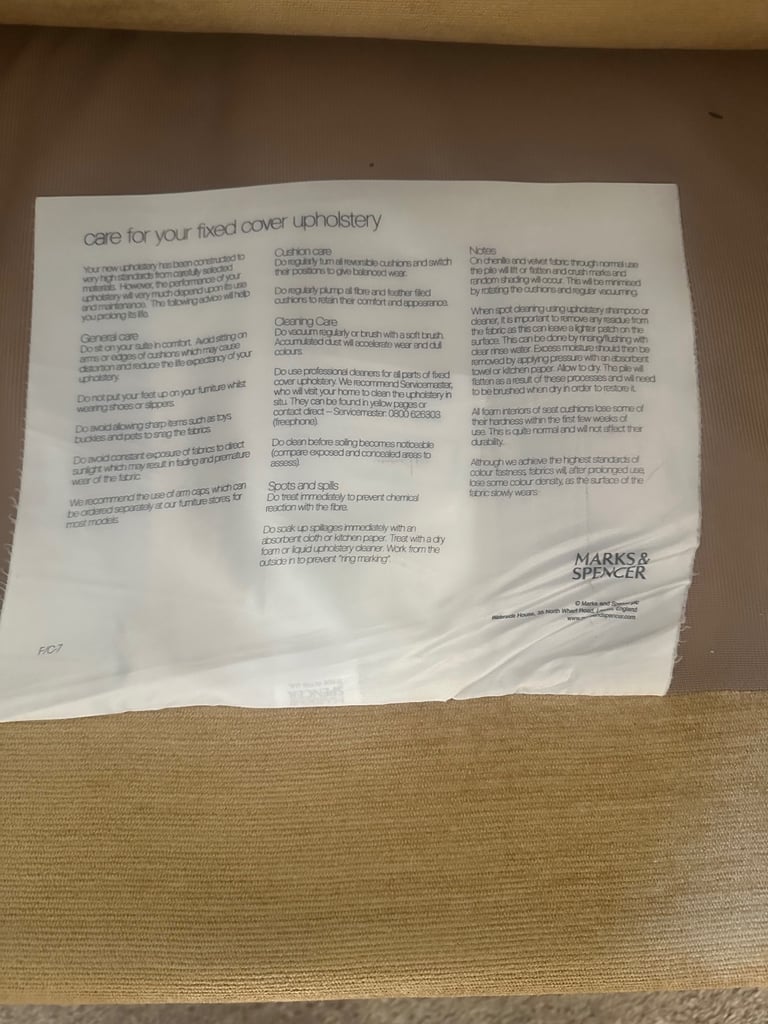 care for your fixed cover upholstery
Your new upholstery has been constructed to
very high standards from carefully selected
materials. However, the performance of your
upholstery will very much depend upon its use
and maintenance. The following advice will help
you prolong its life.
General care
Do sit on your suite in comfort. Avoid sitting on
arms or edges of cushions which may cause
distortion and reduce the life expectancy of your
upholstery.
Do not put your feet up on your furniture whilst
wearing shoes or slippers.
Do avoid allowing sharp items such as toys,
buckles and pets to snag the fabrics.
Do avoid constant exposure of fabrics to direct
sunlight which may result in fading and premature
wear of the fabric.
We recommend the use of arm caps, which can
be ordered separately at our furniture stores, for
most models.
F/C-7
Cushion care
Do regularly turn all reversible cushions and switch
their positions to give balanced wear.
Do regularly plump all fibre and feather filled
cushions to retain their comfort and appearance.
Cleaning Care
Do vacuum regularly or brush with a soft brush.
Accumulated dust will accelerate wear and dull
colours.
Do use professional cleaners for all parts of fixed
cover upholstery. We recommend Servicemaster,
who will visit your home to clean the upholstery in
situ. They can be found in yellow pages or
contact direct – Servicemaster: 0800 626303
(freephone).
Do clean before soiling becomes noticeable
(compare exposed and concealed areas to
assess).
Spots and spills
Do treat immediately to prevent chemical
reaction with the fibre.
Do soak up spillages immediately with an
absorbent cloth or kitchen paper. Treat with a dry
foam or liquid upholstery cleaner. Work from the
outside in to prevent "ring marking".
Notes
On chenille and velvet fabric through normal use
the pile will lift or flatten and crush marks and
random shading will occur. This will be minimised
by rotating the cushions and regular vacuuming.
When spot cleaning using upholstery shampoo or
cleaner, it is important to remove any residue from
the fabric as this can leave a lighter patch on the
surface. This can be done by rinsing/flushing with
clear rinse water. Excess moisture should then be
removed by applying pressure with an absorbent
towel or kitchen paper. Allow to dry. The pile will
flatten as a result of these processes and will need
to be brushed when dry in order to restore it.
All foam interiors of seat cushions lose some of
their hardness within the first few weeks of
use. This is quite normal and will not affect their
durability.
Although we achieve the highest standards of
colour fastness, fabrics will, after prolonged use,
lose some colour density, as the surface of the
fabric slowly wears.
MARKS &
SPENCER
© Marks and Spencer plc
Waterside House, 35 North Wharf Road, London, England